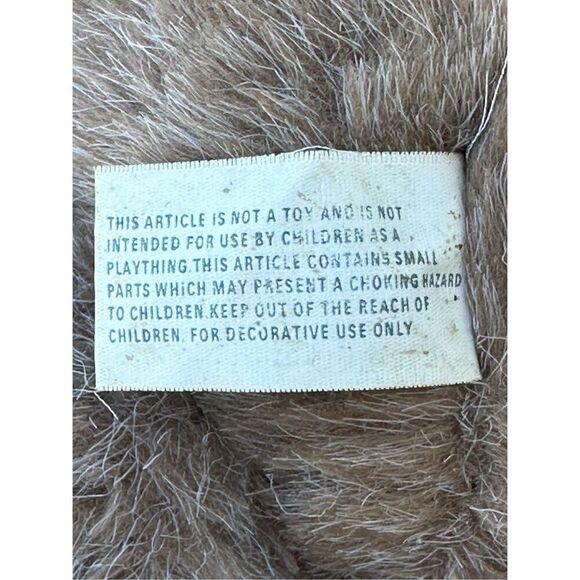 THIS ARTICLE IS NOT A TOY AND IS NOT
INTENDED FOR USE BY CHILDREN AS A
PLAYTHING.THIS ARTICLE CONTAINS SMALL
PARTS WHICH MAY PRESENT A CHOKING HAZARD
TO CHILDREN.KEEP OUT OF THE REACH OF
CHILDREN. FOR DECORATIVE USE ONLY